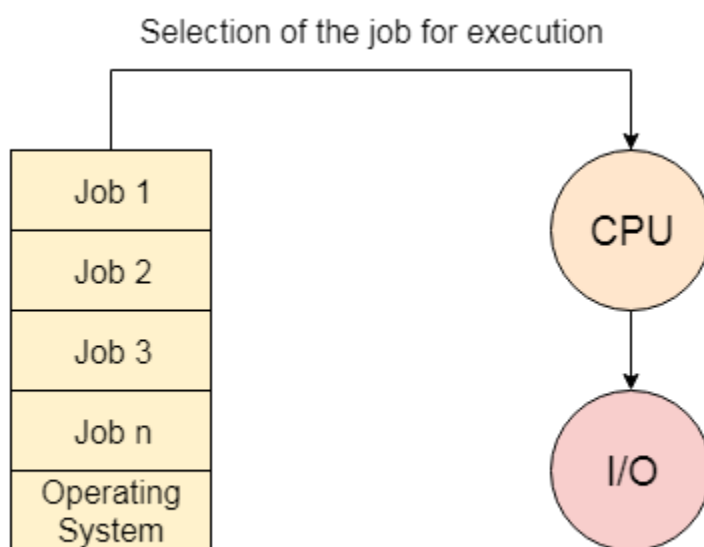 Selection of the job for execution
Job 1
Job 2
Job 3
Job n
Operating
System
CPU
I/O